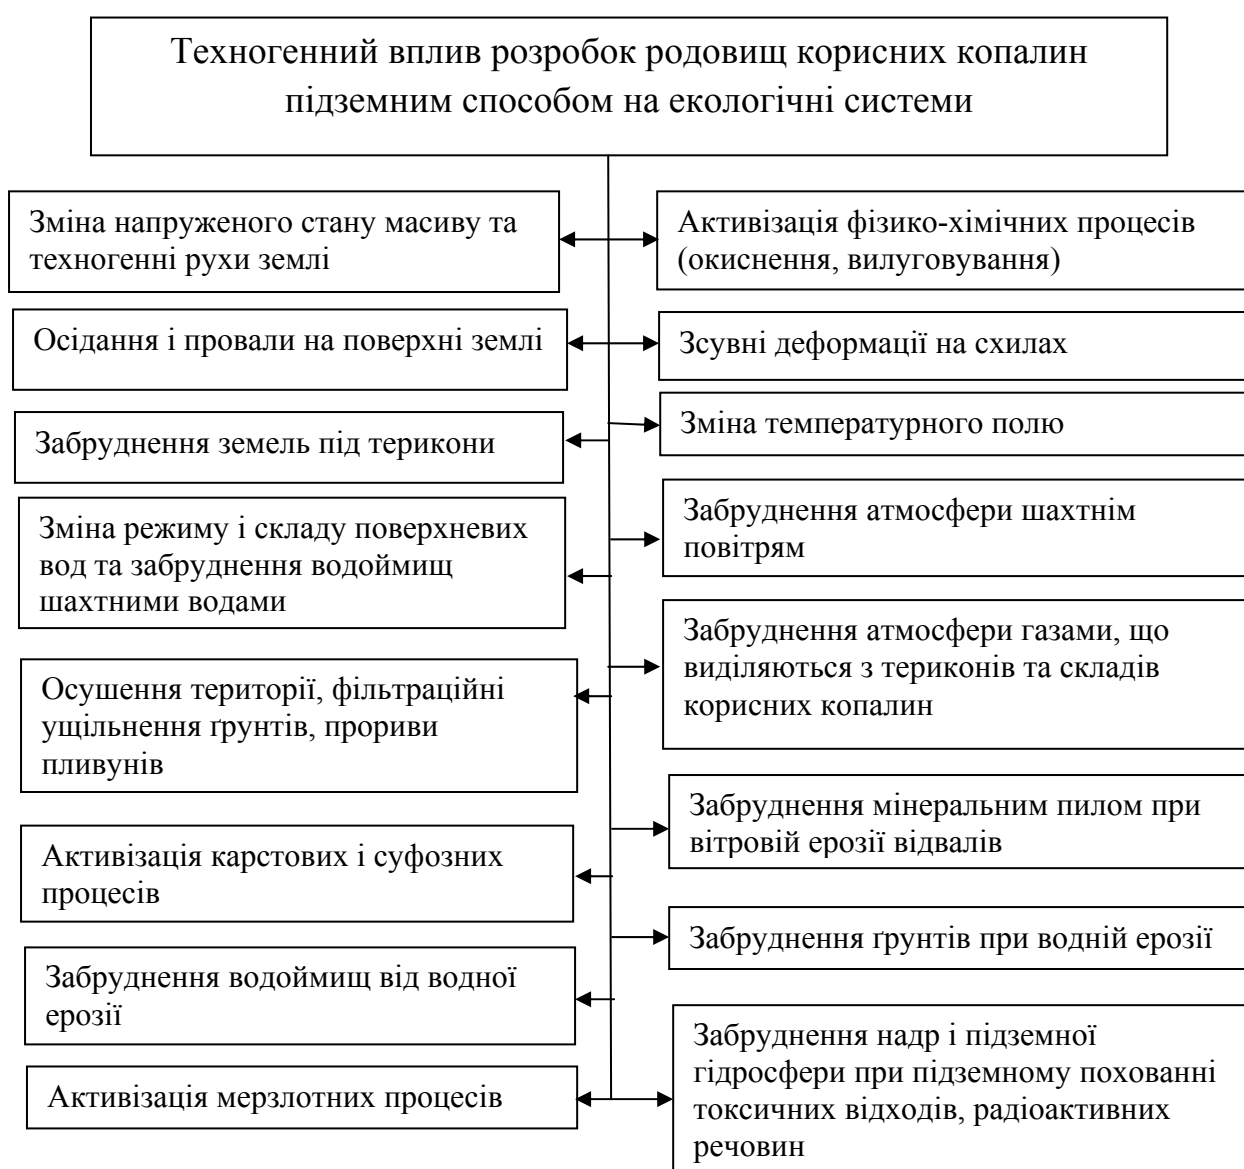 Техногенний вплив розробок родовищ корисних копалин
підземним способом на екологічні системи
Зміна напруженого стану масиву та
техногенні рухи землі
Активізація фізико-хімічних процесів
(окиснення, вилуговування)
Осідання і провали на поверхні землі
Зсувні деформації на схилах
Забруднення земель під терикони
Зміна температурного полю
Зміна режиму і складу поверхневих
вод та забруднення водоймищ
шахтними водами
Забруднення атмосфери шахтнім
повітрям
Осушення території, фільтраційні
ущільнення ґрунтів, прориви
пливунів
Забруднення атмосфери газами, що
виділяються з териконів та складів
корисних копалин
Активізація карстових і суфозних
процесів
Забруднення мінеральним пилом при
вітровій ерозії відвалів
Забруднення водоймищ від водної
ерозії
Забруднення ґрунтів при водній ерозії
Активізація мерзлотних процесів
Забруднення надр і підземної
гідросфери при підземному похованні
токсичних відходів, радіоактивних
речовин